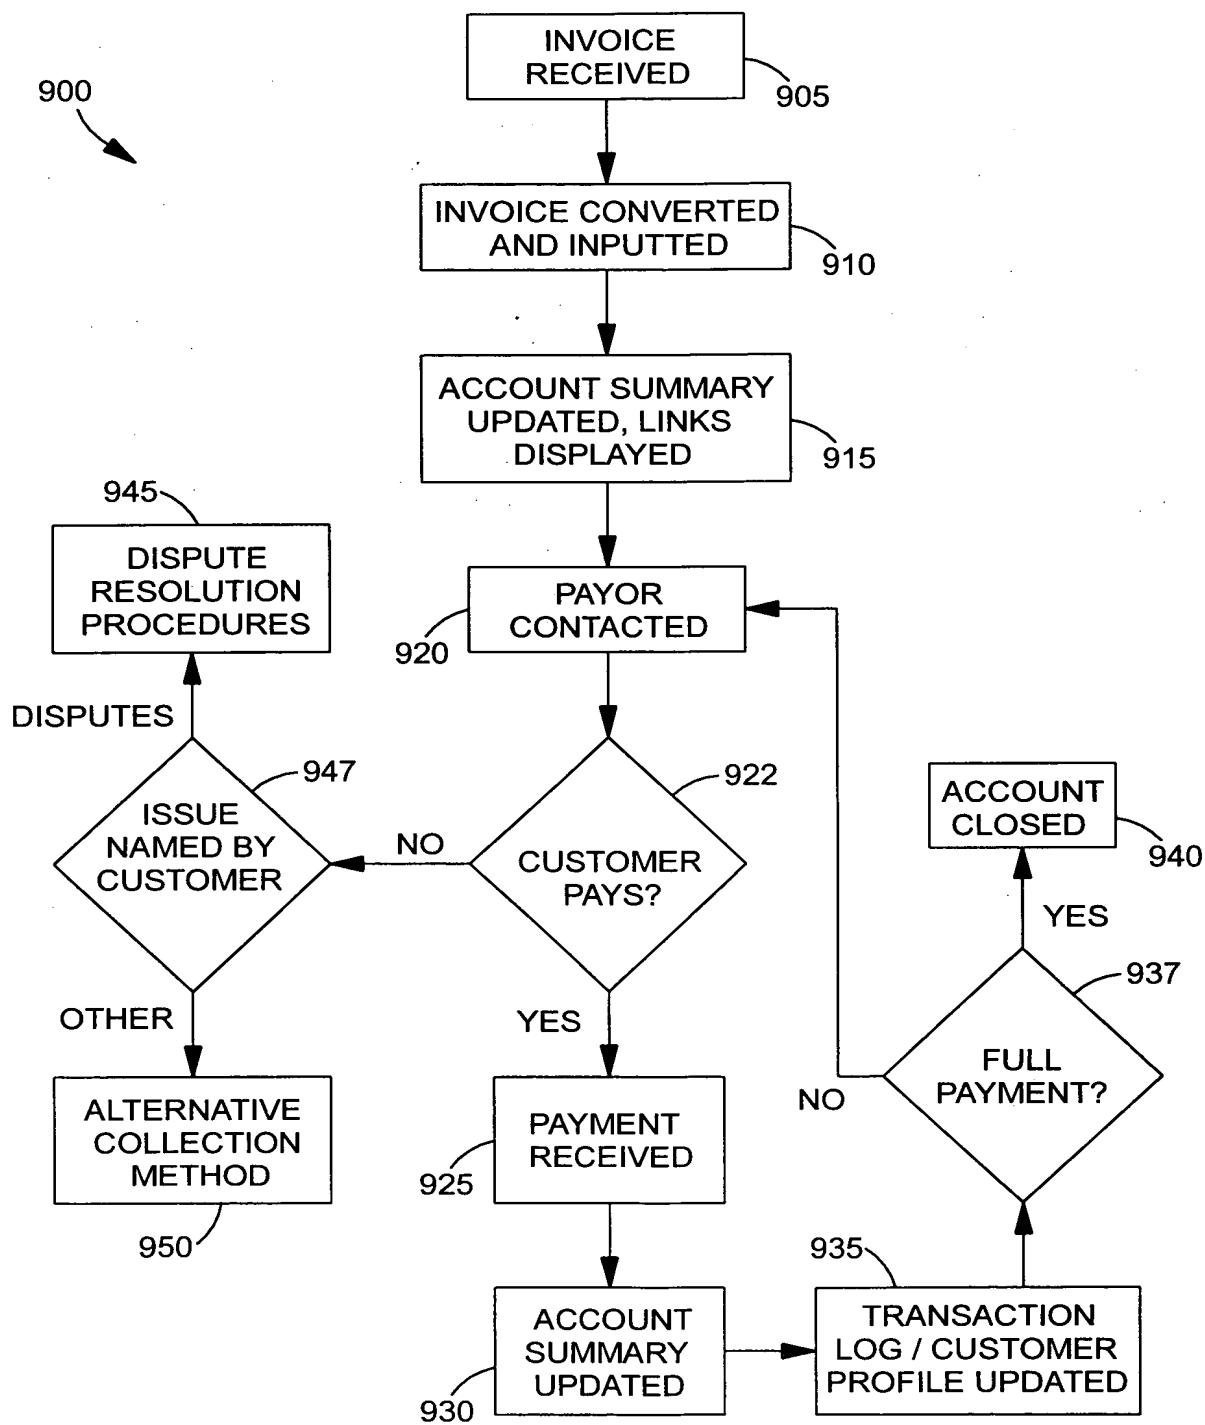 INVOICE
RECEIVED
905
900
INVOICE CONVERTED
AND INPUTTED
910
ACCOUNT SUMMARY
UPDATED, LINKS
DISPLAYED
915
945
DISPUTE
RESOLUTION
PROCEDURES
PAYOR
CONTACTED
920
DISPUTES
947
ISSUE
NAMED BY
CUSTOMER
NO
922
CUSTOMER
PAYS?
ACCOUNT
CLOSED
940
YES
937
FULL
PAYMENT?
NO
OTHER
YES
ALTERNATIVE
COLLECTION
METHOD
950
PAYMENT
RECEIVED
925
935
ACCOUNT
SUMMARY
UPDATED
930
TRANSACTION
LOG / CUSTOMER
PROFILE UPDATED